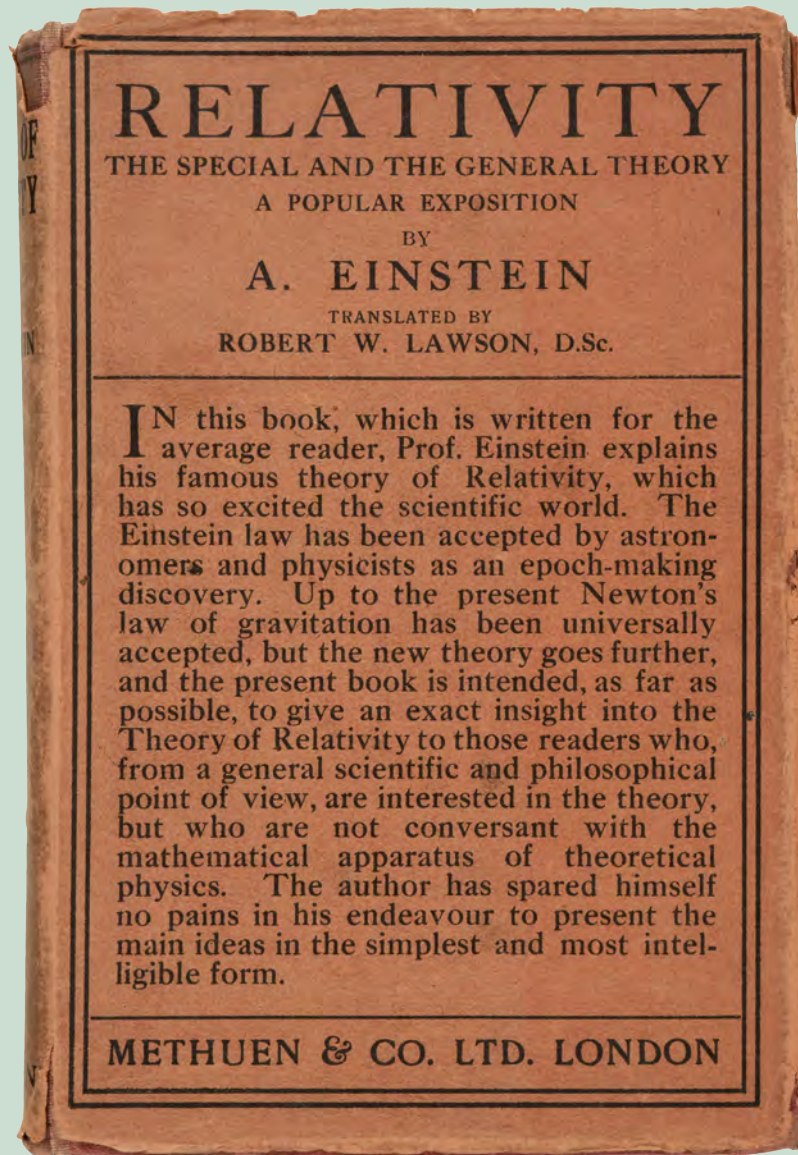 RELATIVITY
THE SPECIAL AND THE GENERAL THEORY
A POPULAR EXPOSITION
BY
A. EINSTEIN
TRANSLATED BY
ROBERT W. LAWSON, D.Sc.
IN this book, which is written for the
average reader, Prof. Einstein explains
his famous theory of Relativity, which
has so excited the scientific world. The
Einstein law has been accepted by astron-
omers and physicists as an epoch-making
discovery. Up to the present Newton's
law of gravitation has been universally
accepted, but the new theory goes further,
and the present book is intended, as far as
possible, to give an exact insight into the
Theory of Relativity to those readers who,
from a general scientific and philosophical
point of view, are interested in the theory,
but who are not conversant with the
mathematical apparatus of theoretical
physics. The author has spared himself
no pains in his endeavour to present the
main ideas in the simplest and most intel-
ligible form.
METHUEN & CO. LTD. LONDON
OF